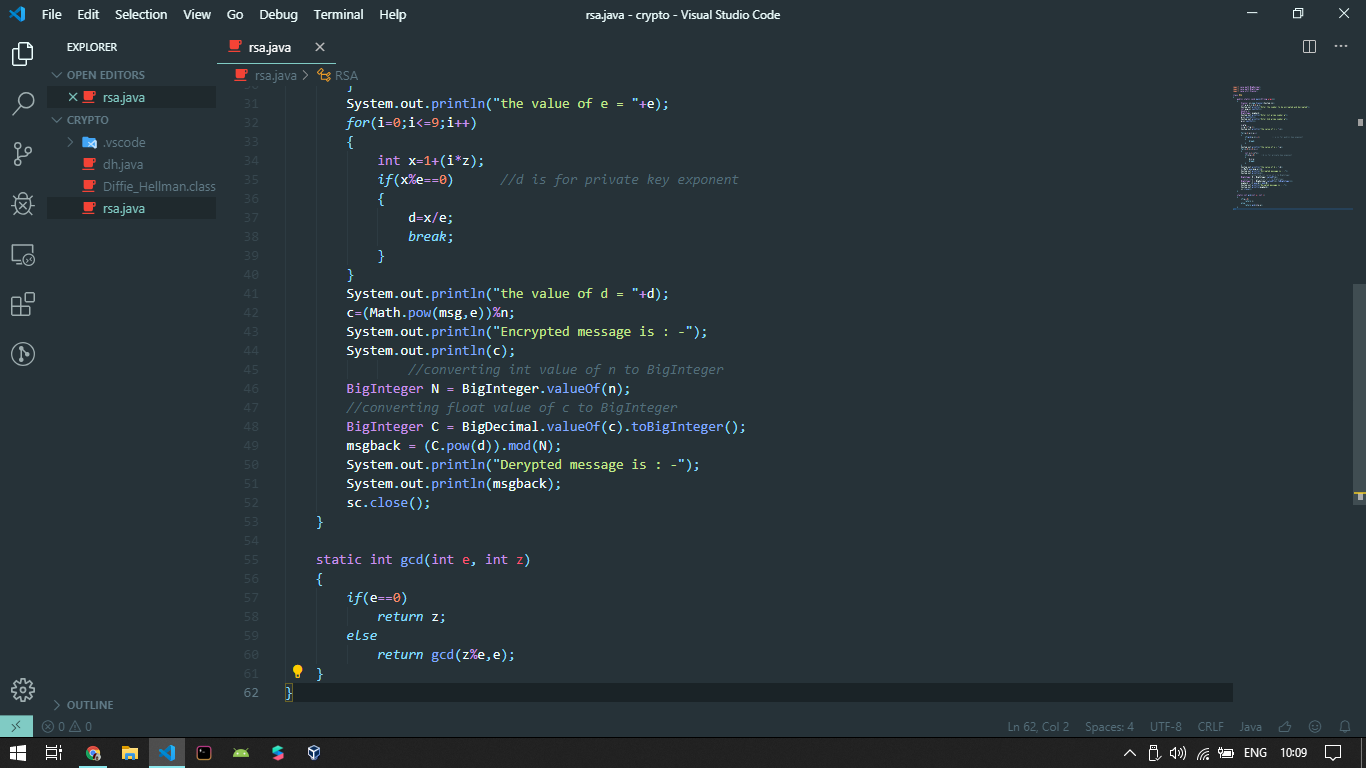 File Edit Selection View Go Debug Terminal Help rsa.java - crypto - Visual Studio Code
EXPLORER
OPEN EDITORS
rsa.java
CRYPTO
.vscode
dh.java
Diffie_Hellman.class
rsa.java
OUTLINE
rsa.java
rsa.java > RSA
30 }
31 System.out.println("the value of e = "+e);
32 for(i=0;i<=9;i++)
33 {
34 int x=1+(i*z);
35 if(x%e==0) //d is for private key exponent
36 {
37 d=x/e;
38 break;
39 }
40 }
41 System.out.println("the value of d = "+d);
42 c=(Math.pow(msg,e))%n;
43 System.out.println("Encrypted message is : -");
44 System.out.println(c);
45 //converting int value of n to BigInteger
46 BigInteger N = BigInteger.valueOf(n);
47 //converting float value of c to BigInteger
48 BigInteger C = BigDecimal.valueOf(c).toBigInteger();
49 msgback = (C.pow(d)).mod(N);
50 System.out.println("Derypted message is : -");
51 System.out.println(msgback);
52 sc.close();
53 }
54
55 static int gcd(int e, int z)
56 {
57 if(e==0)
58 return z;
59 else
60 return gcd(z%e,e);
61 }
62 }
0 0 Ln 62, Col 2 Spaces: 4 UTF-8 CRLF Java
ENG 10:09